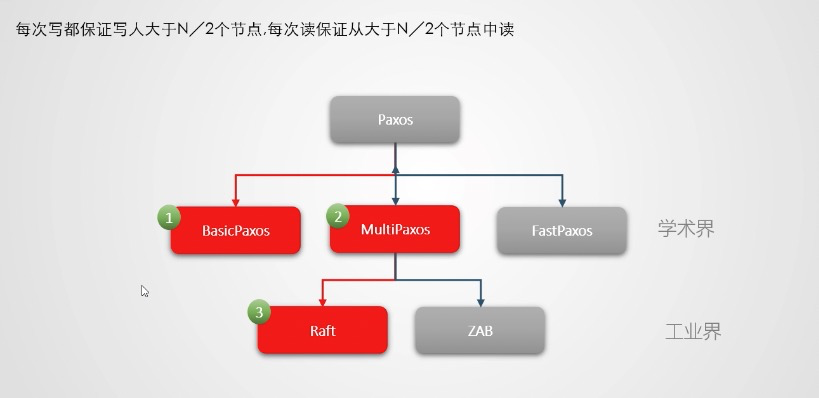 每次写都保证写人大于N／2个节点,每次读保证从大于N／2个节点中读
Paxos
1
BasicPaxos
2
MultiPaxos
FastPaxos
学术界
3
Raft
ZAB
工业界